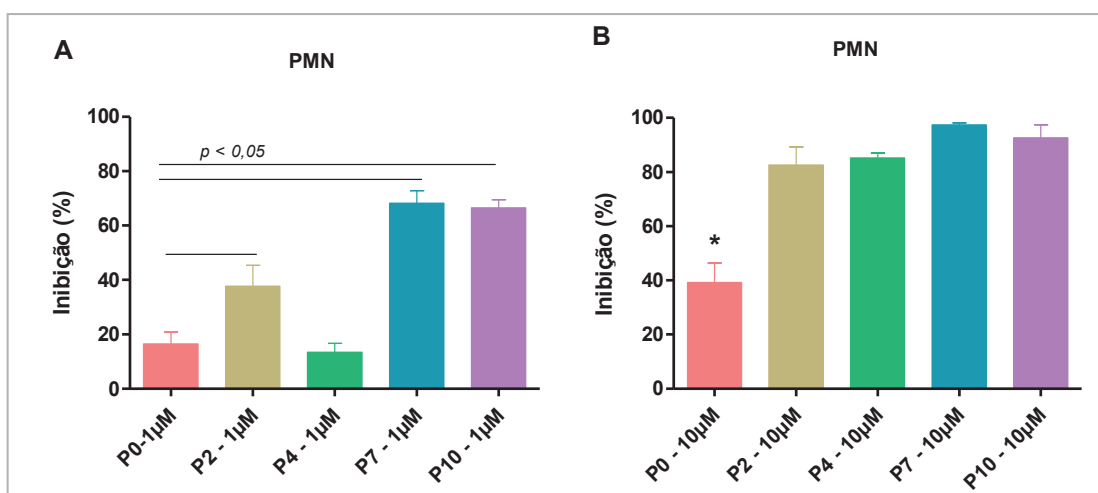 A
PMN
Inibição (%)
100
80
60
40
20
0
p < 0,05
P0-1µM
P2 - 1µM
P4 - 1µM
P7 - 1µM
P10 - 1µM
B
PMN
Inibição (%)
100
80
60
40
20
0
*
P0 - 10µM
P2 - 10µM
P4 - 10µM
P7 - 10µM
P10 - 10µM